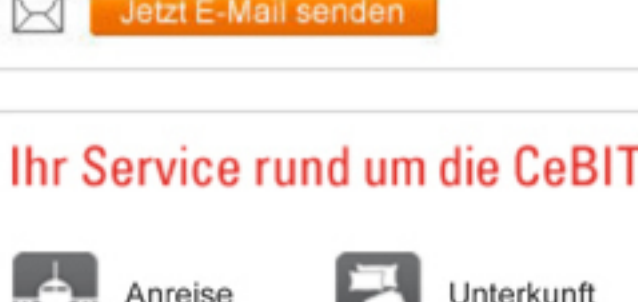 Jetzt E-Mail senden
Ihr Service rund um die CeBIT
Anreise
Unterkunft